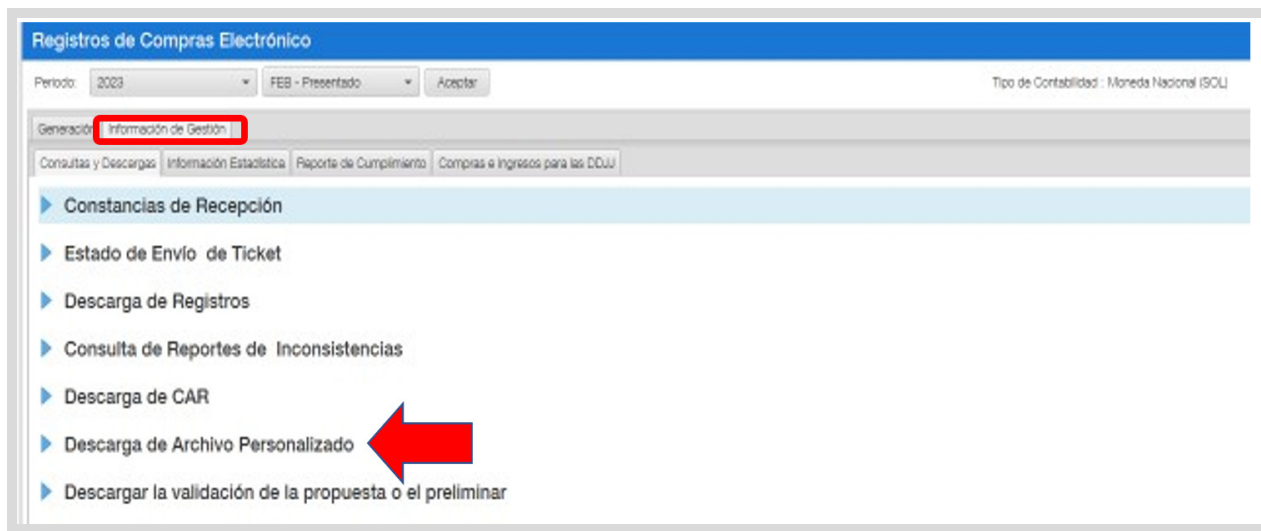 Registros de Compras Electrónico
Periodo: 2023 FEB - Presentado Aceptar Tipo de Contabilidad : Moneda Nacional (SOL)
Generación Información de Gestión
Consultas y Descargas Información Estadística Reporte de Cumplimiento Compras e Ingresos para las DDJJ
Constancias de Recepción
Estado de Envío de Ticket
Descarga de Registros
Consulta de Reportes de Inconsistencias
Descarga de CAR
Descarga de Archivo Personalizado
Descargar la validación de la propuesta o el preliminar